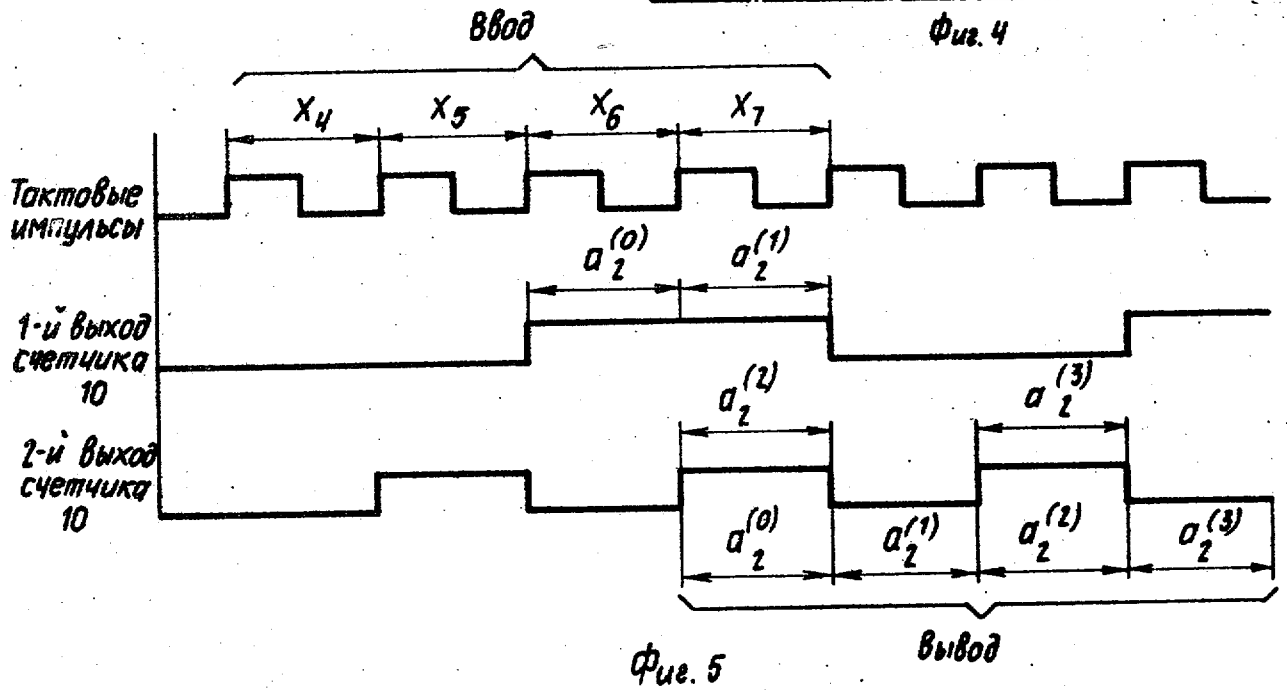 Фиг. 4
Ввод
X4 X5 X6 X7
Тактовые
импульсы
a2(0) a2(1)
1-й выход
счетчика
10
a2(2) a2(3)
2-й выход
счетчика
10
a2(0) a2(1) a2(2) a2(3)
Вывод
Фиг. 5